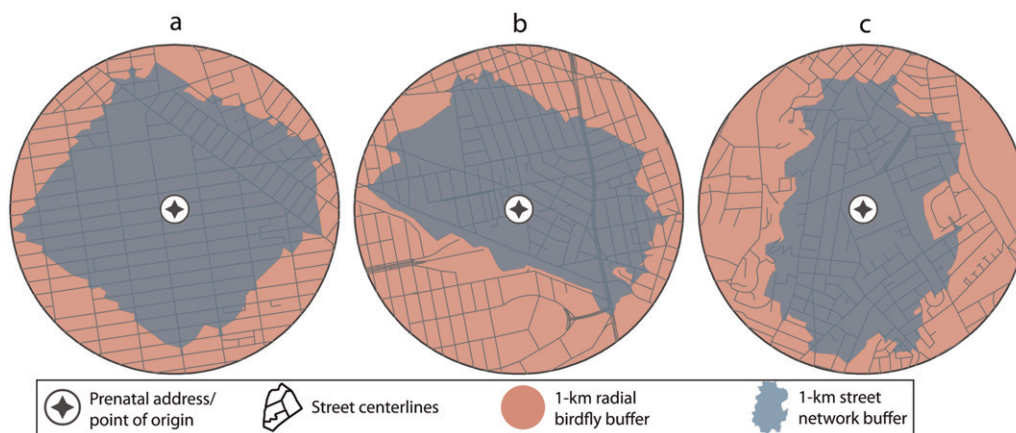 a
b
c
Prenatal address/
point of origin
Street centerlines
1-km radial
birdfly buffer
1-km street
network buffer